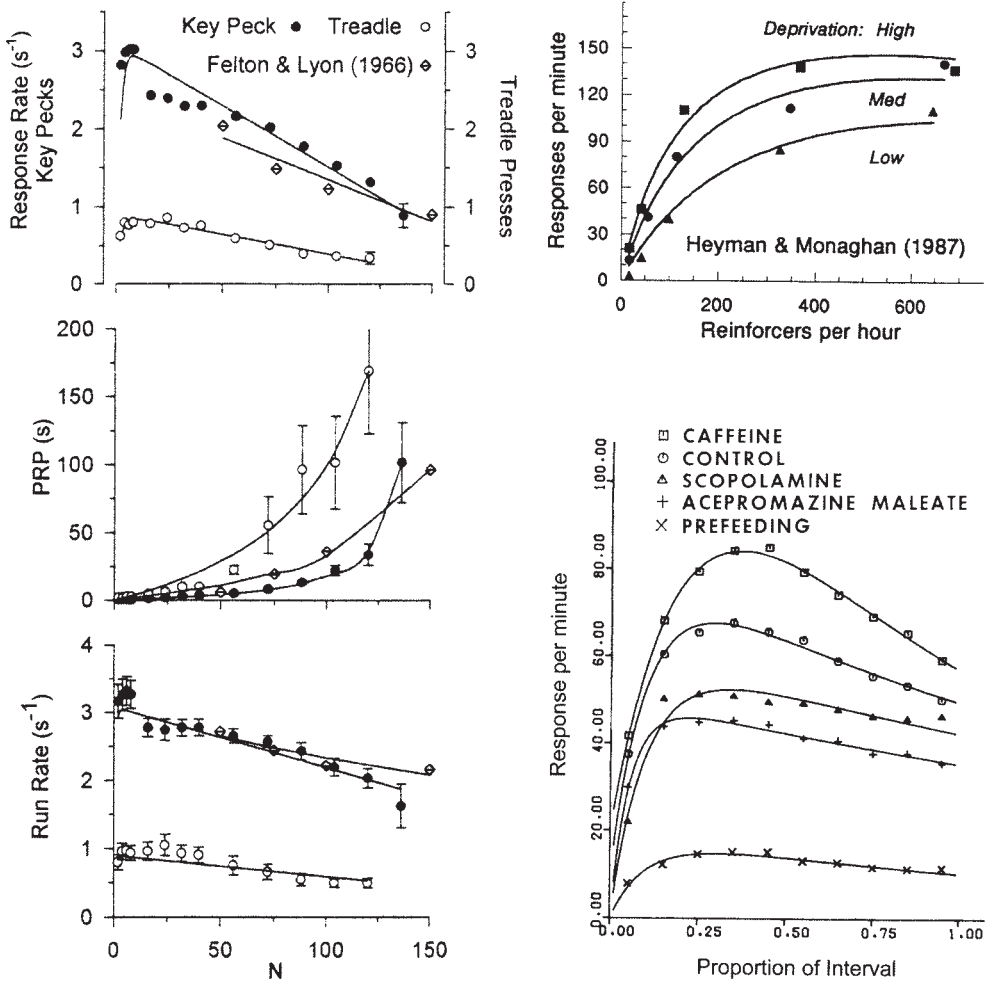 Key Peck ● Treadle ○
Felton & Lyon (1966)
Response Rate (s⁻¹)
Key Pecks
3
2
1
0
3
2
1
0
Treadle Presses
PRP (s)
200
150
100
50
0
Run Rate (s⁻¹)
4
3
2
1
0
0 50 100 150
N
Responses per minute
150
120
90
60
30
0
Deprivation: High
Med
Low
Heyman & Monaghan (1987)
0 200 400 600
Reinforcers per hour
CAFFEINE
CONTROL
SCOPOLAMINE
ACEPROMAZINE MALEATE
PREFEEDING
Response per minute
100.00
80.00
60.00
40.00
20.00
0.00
0.00 0.25 0.50 0.75 1.00
Proportion of Interval